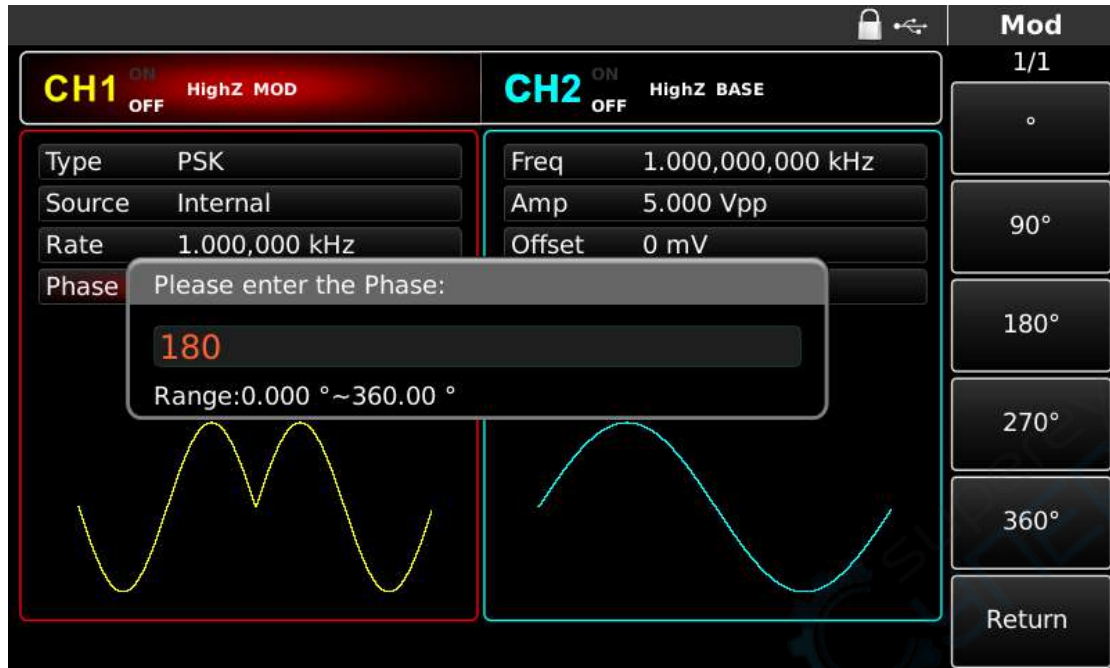 Mod
1/1
CH1 ON OFF HighZ MOD
CH2 ON OFF HighZ BASE
Type PSK
Source Internal
Rate 1.000,000 kHz
Phase
Freq 1.000,000,000 kHz
Amp 5.000 Vpp
Offset 0 mV
Please enter the Phase:
180
Range:0.000 °~360.00 °
°
90°
180°
270°
360°
Return